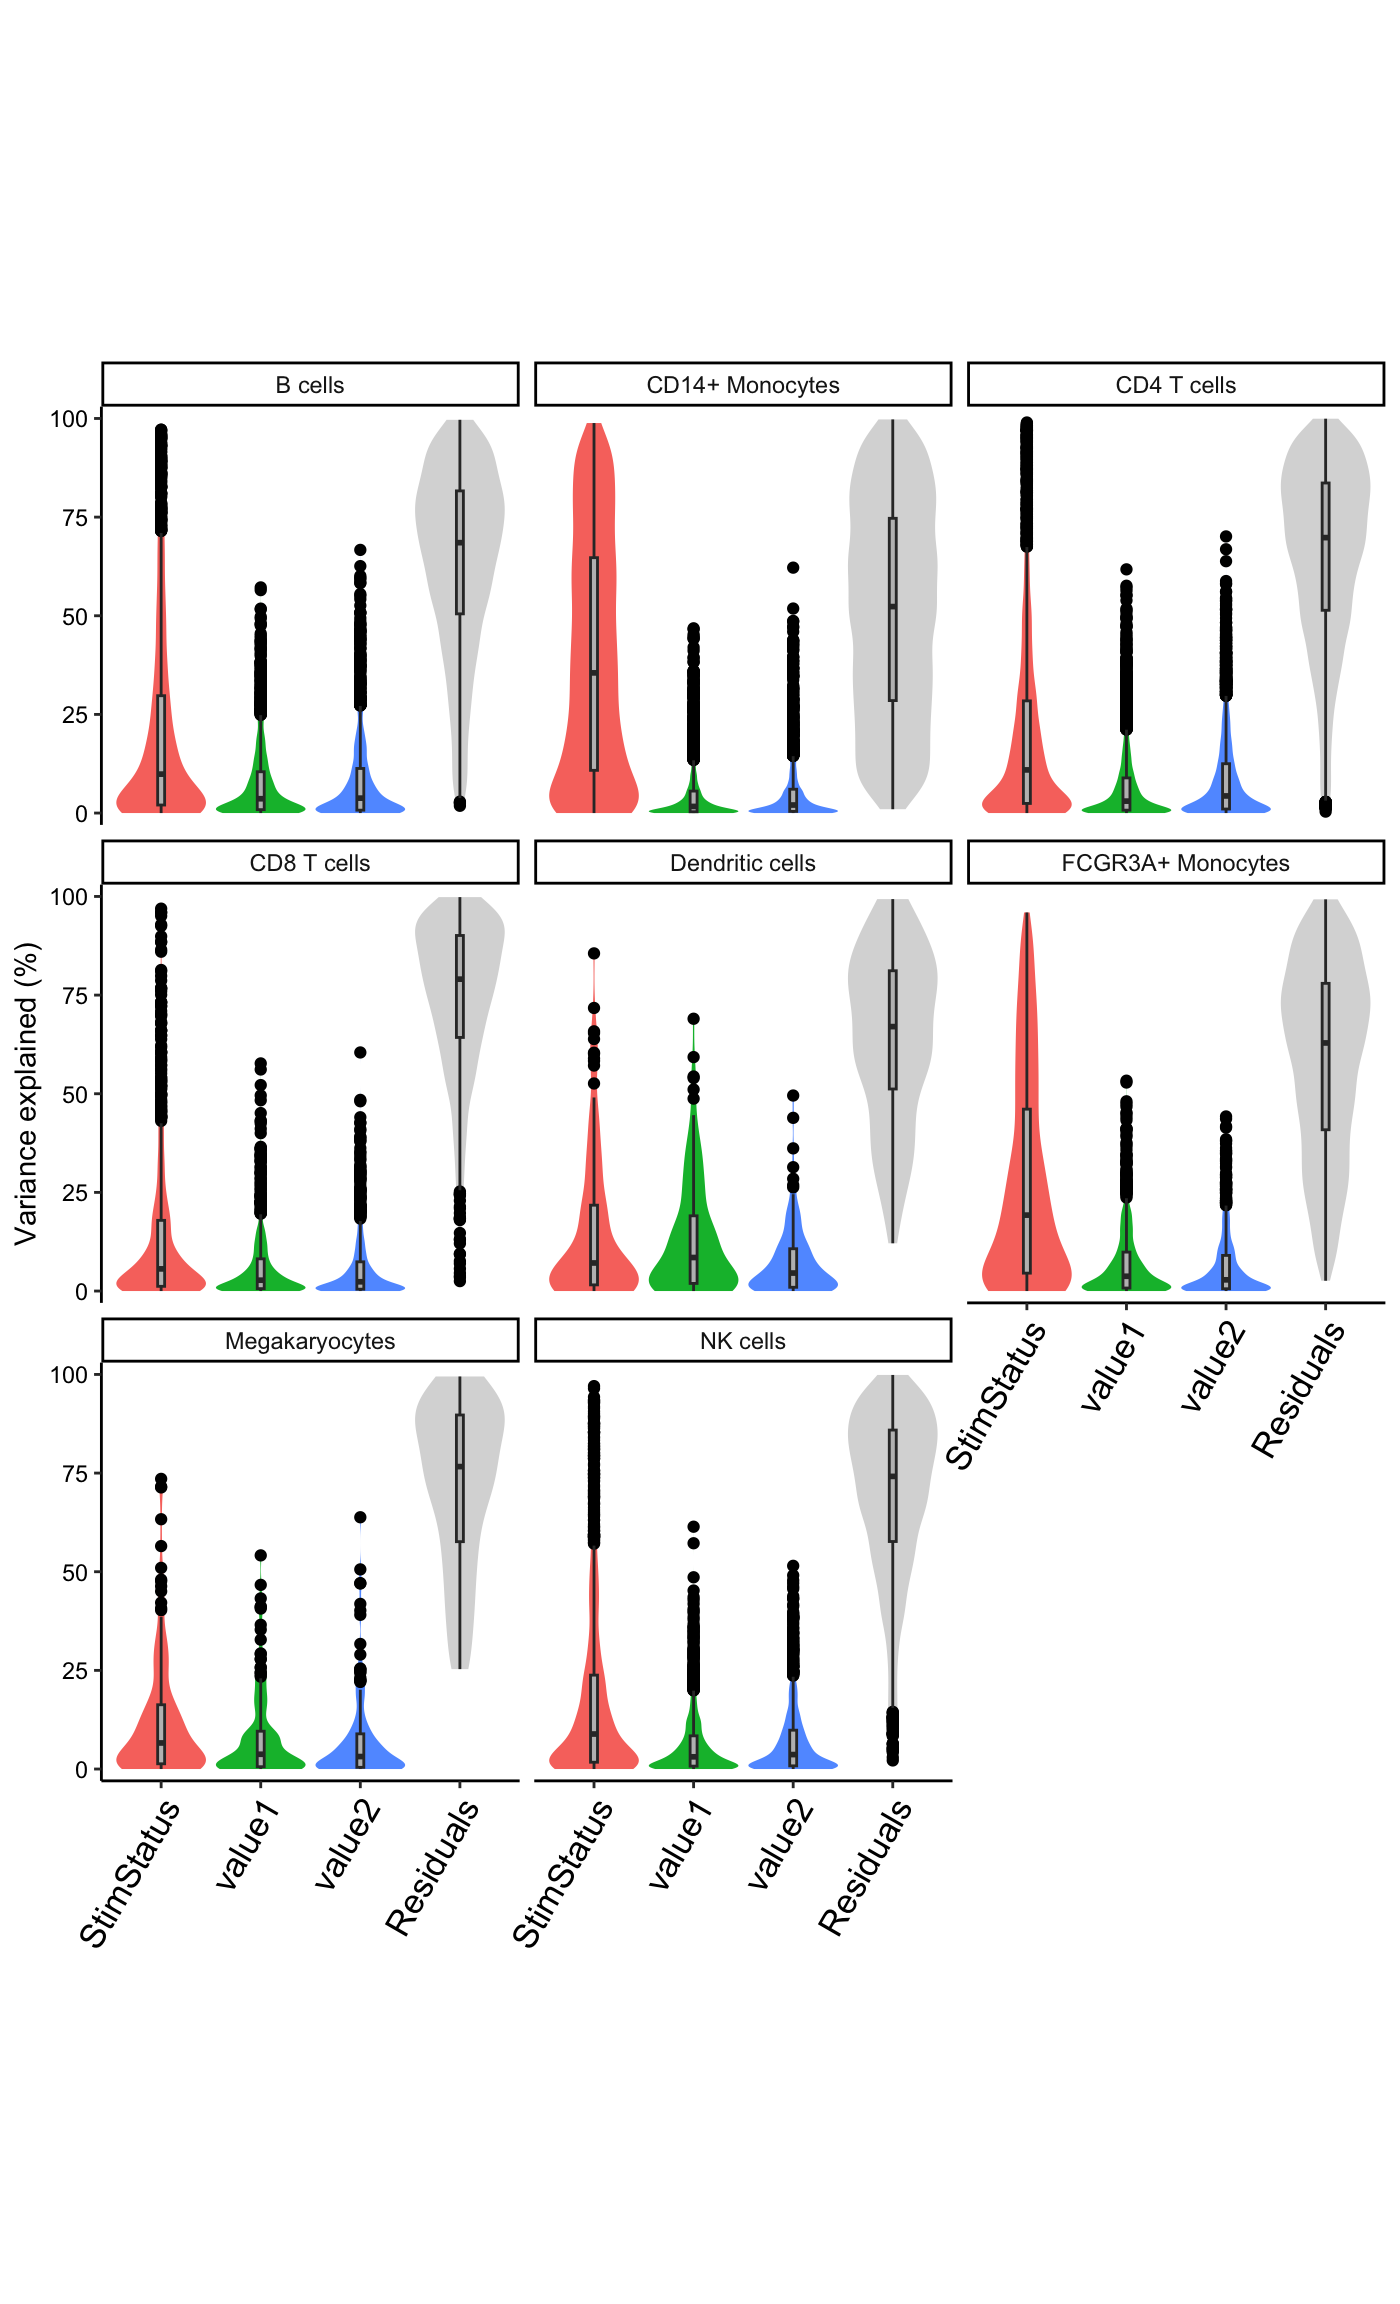 B cells
CD14+ Monocytes
CD4 T cells
100
75
50
25
0
CD8 T cells
Dendritic cells
FCGR3A+ Monocytes
Variance explained (%)
100
75
50
25
0
StimStatus
value1
value2
Residuals
Megakaryocytes
NK cells
100
75
50
25
0
StimStatus
value1
value2
Residuals
StimStatus
value1
value2
Residuals